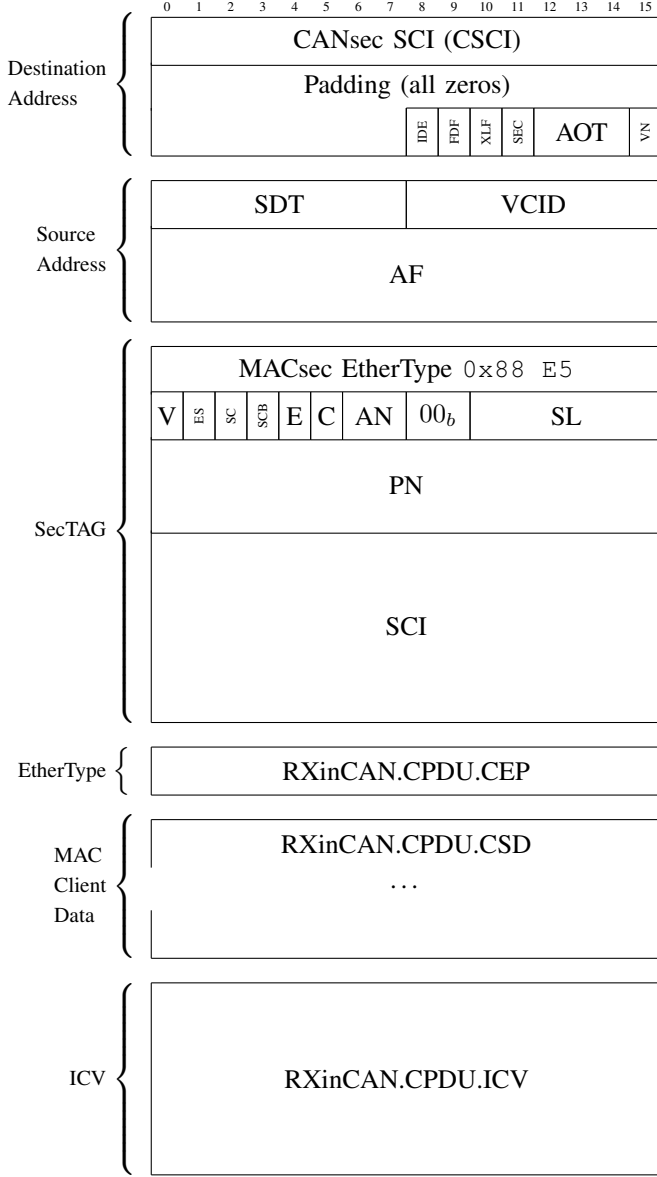 0 1 2 3 4 5 6 7 8 9 10 11 12 13 14 15
Destination
Address
CANsec SCI (CSCI)
Padding (all zeros)
IDE FDF XLF SEC AOT VN
Source
Address
SDT VCID
AF
SecTAG
MACsec EtherType 0x88 E5
V ES SC SCB E C AN 00b SL
PN
SCI
EtherType
RXinCAN.CPDU.CEP
MAC
Client
Data
RXinCAN.CPDU.CSD
...
ICV
RXinCAN.CPDU.ICV